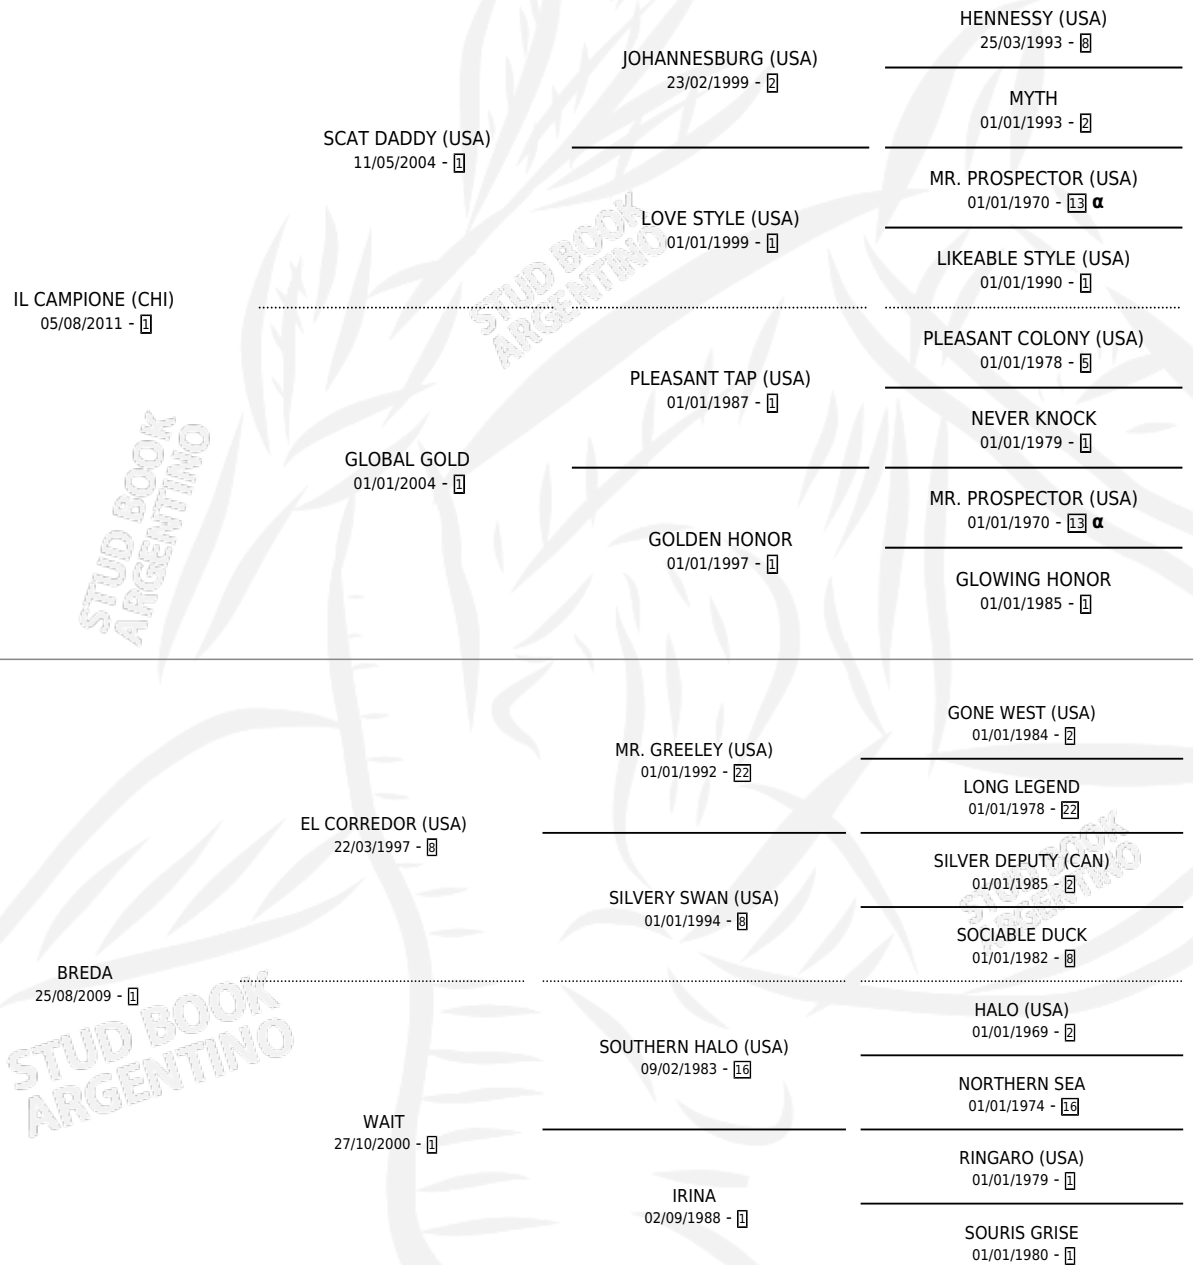 HENNESSY (USA)
25/03/1993 - 8
JOHANNESBURG (USA)
23/02/1999 - 2
MYTH
01/01/1993 - 2
SCAT DADDY (USA)
11/05/2004 - 1
MR. PROSPECTOR (USA)
01/01/1970 - 13 α
LOVE STYLE (USA)
01/01/1999 - 1
LIKEABLE STYLE (USA)
01/01/1990 - 1
IL CAMPIONE (CHI)
05/08/2011 - 1
PLEASANT COLONY (USA)
01/01/1978 - 5
PLEASANT TAP (USA)
01/01/1987 - 1
NEVER KNOCK
01/01/1979 - 1
GLOBAL GOLD
01/01/2004 - 1
MR. PROSPECTOR (USA)
01/01/1970 - 13 α
GOLDEN HONOR
01/01/1997 - 1
GLOWING HONOR
01/01/1985 - 1
GONE WEST (USA)
01/01/1984 - 2
MR. GREELEY (USA)
01/01/1992 - 22
LONG LEGEND
01/01/1978 - 22
EL CORREDOR (USA)
22/03/1997 - 8
SILVER DEPUTY (CAN)
01/01/1985 - 2
SILVERY SWAN (USA)
01/01/1994 - 8
SOCIABLE DUCK
01/01/1982 - 8
BREDA
25/08/2009 - 1
HALO (USA)
01/01/1969 - 2
SOUTHERN HALO (USA)
09/02/1983 - 16
NORTHERN SEA
01/01/1974 - 16
WAIT
27/10/2000 - 1
RINGARO (USA)
01/01/1979 - 1
IRINA
02/09/1988 - 1
SOURIS GRISE
01/01/1980 - 1
STUD BOOK
ARGENTINO
STUD BOOK
ARGENTINO
STUD BOOK
ARGENTINO
STUD BOOK
ARGENTINO